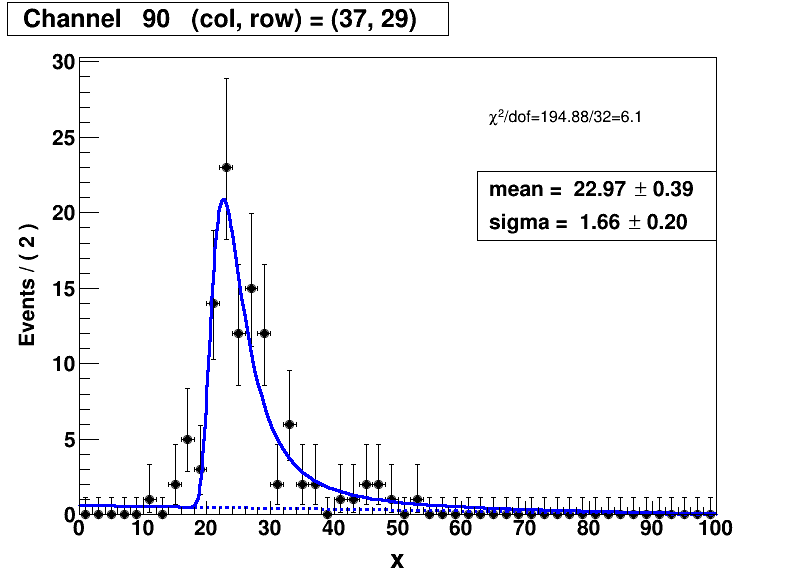 Channel 90 (col, row) = (37, 29)
χ²/dof=194.88/32=6.1
mean = 22.97 ± 0.39
sigma = 1.66 ± 0.20
Events / ( 2 )
30
25
20
15
10
5
0
0 10 20 30 40 50 60 70 80 90 100
x